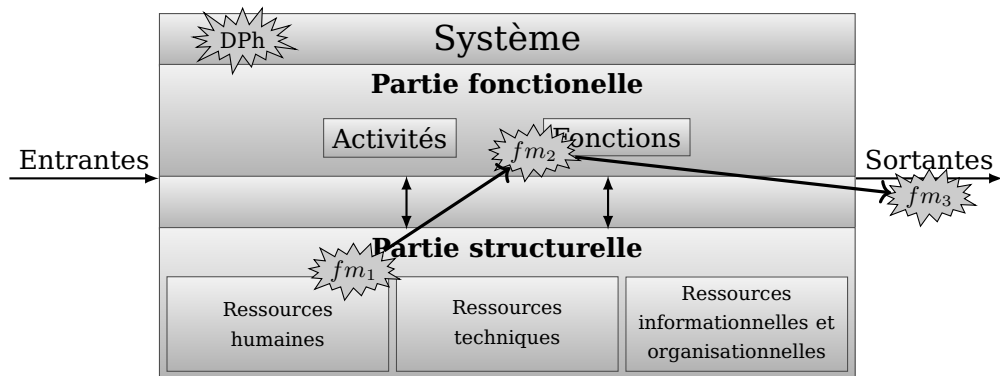 DPh
Système
Partie fonctionelle
Activités
Fonctions
fm2
Entrantes
Sortantes
fm3
Partie structurelle
fm1
Ressources
humaines
Ressources
techniques
Ressources
informationnelles et
organisationnelles